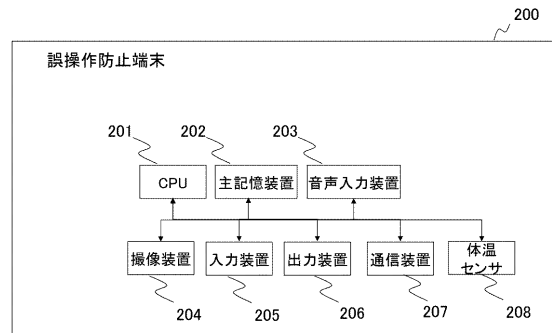 200
誤操作防止端末
201
202
203
CPU
主記憶装置
音声入力装置
撮像装置
入力装置
出力装置
通信装置
体温
センサ
204
205
206
207
208